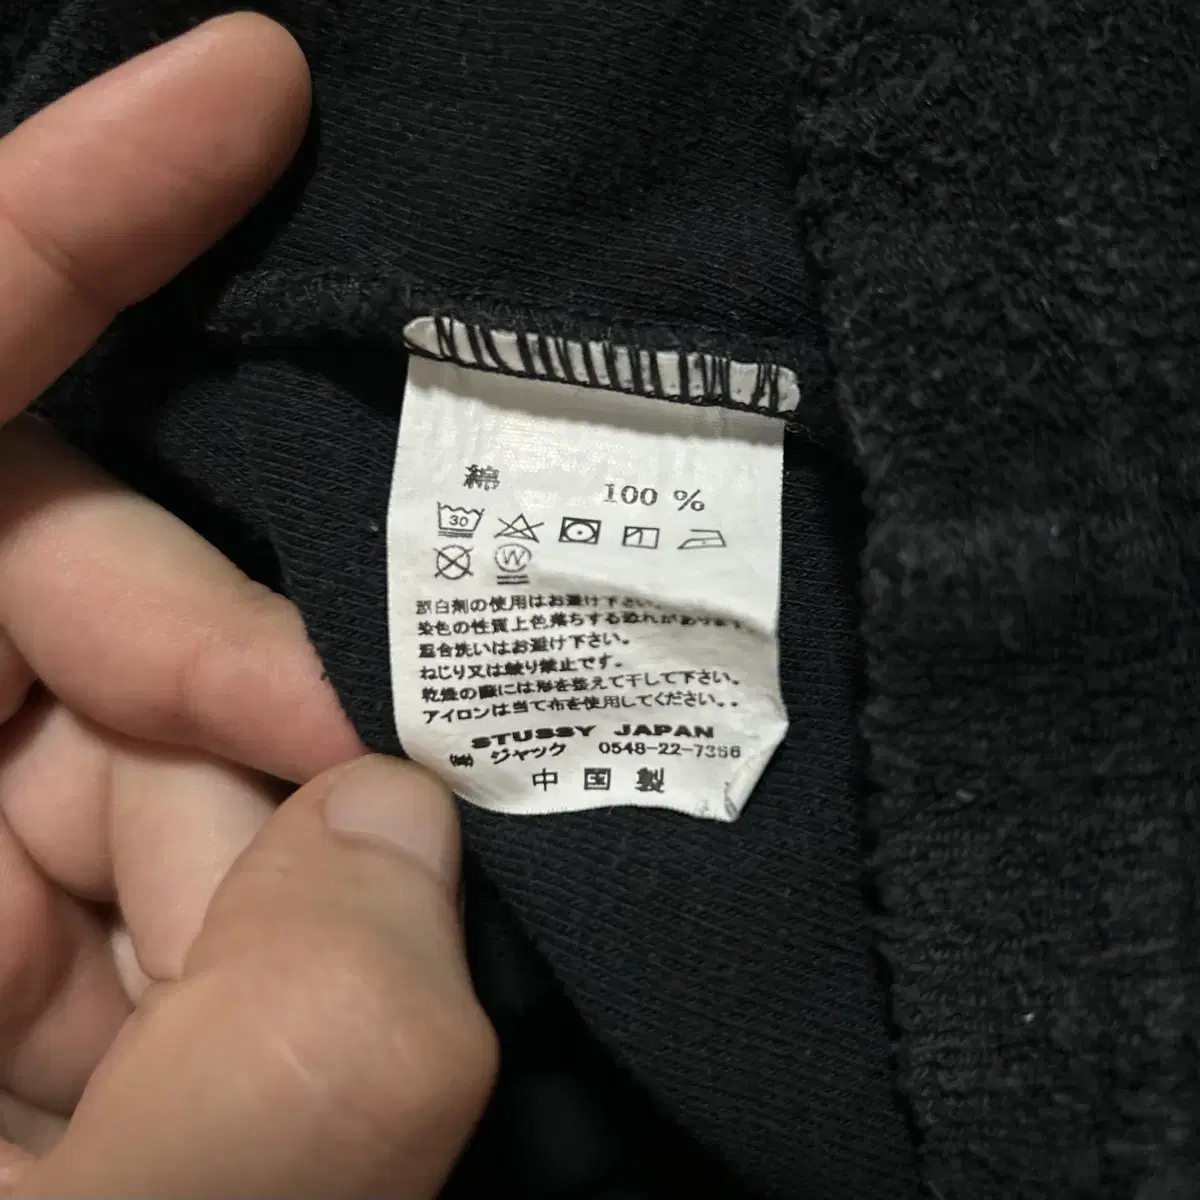 綿 100 %
30
W
漂白剤の使用はお避け下さい。
染色の性質上色落ちする恐れがあります
混合洗いはお避け下さい。
ねじり又は絞り禁止です。
乾燥の際には形を整えて干して下さい。
アイロンは当て布を使用してください。.
STUSSY JAPAN
㈱ ジャック 0548-22-7366
中国製